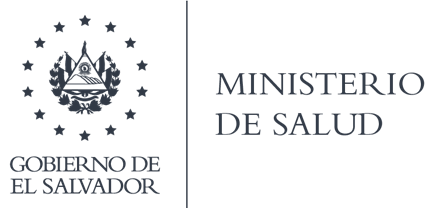 GOBIERNO DE
EL SALVADOR
MINISTERIO
DE SALUD